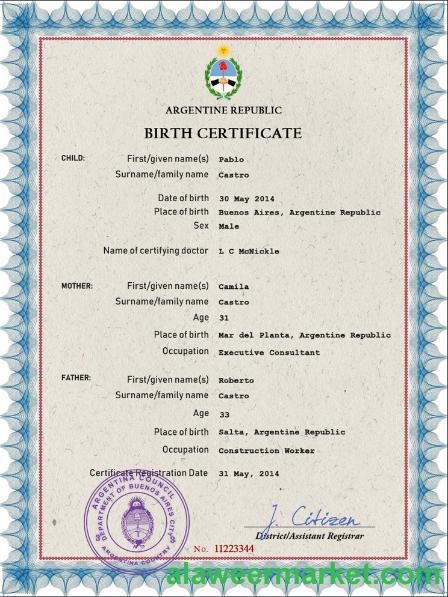 ARGENTINE REPUBLIC
BIRTH CERTIFICATE
CHILD: First/given name(s) Pablo
Surname/family name Castro
Date of birth 30 May 2014
Place of birth Buenos Aires, Argentine Republic
Sex Male
Name of certifying doctor L C McNickle
MOTHER: First/given name(s) Camila
Surname/family name Castro
Age 31
Place of birth Mar del Planta, Argentine Republic
Occupation Executive Consultant
FATHER: First/given name(s) Roberto
Surname/family name Castro
Age 33
Place of birth Salta, Argentine Republic
Occupation Construction Worker
Certificate Registration Date 31 May, 2014
ARGENTINA COUNCIL
DEPARTMENT OF BUENOS AIRES CITY
ARGENTINA COUNTRY
J. Citizen
District/Assistant Registrar
No. 11223344
alaweermarket.com